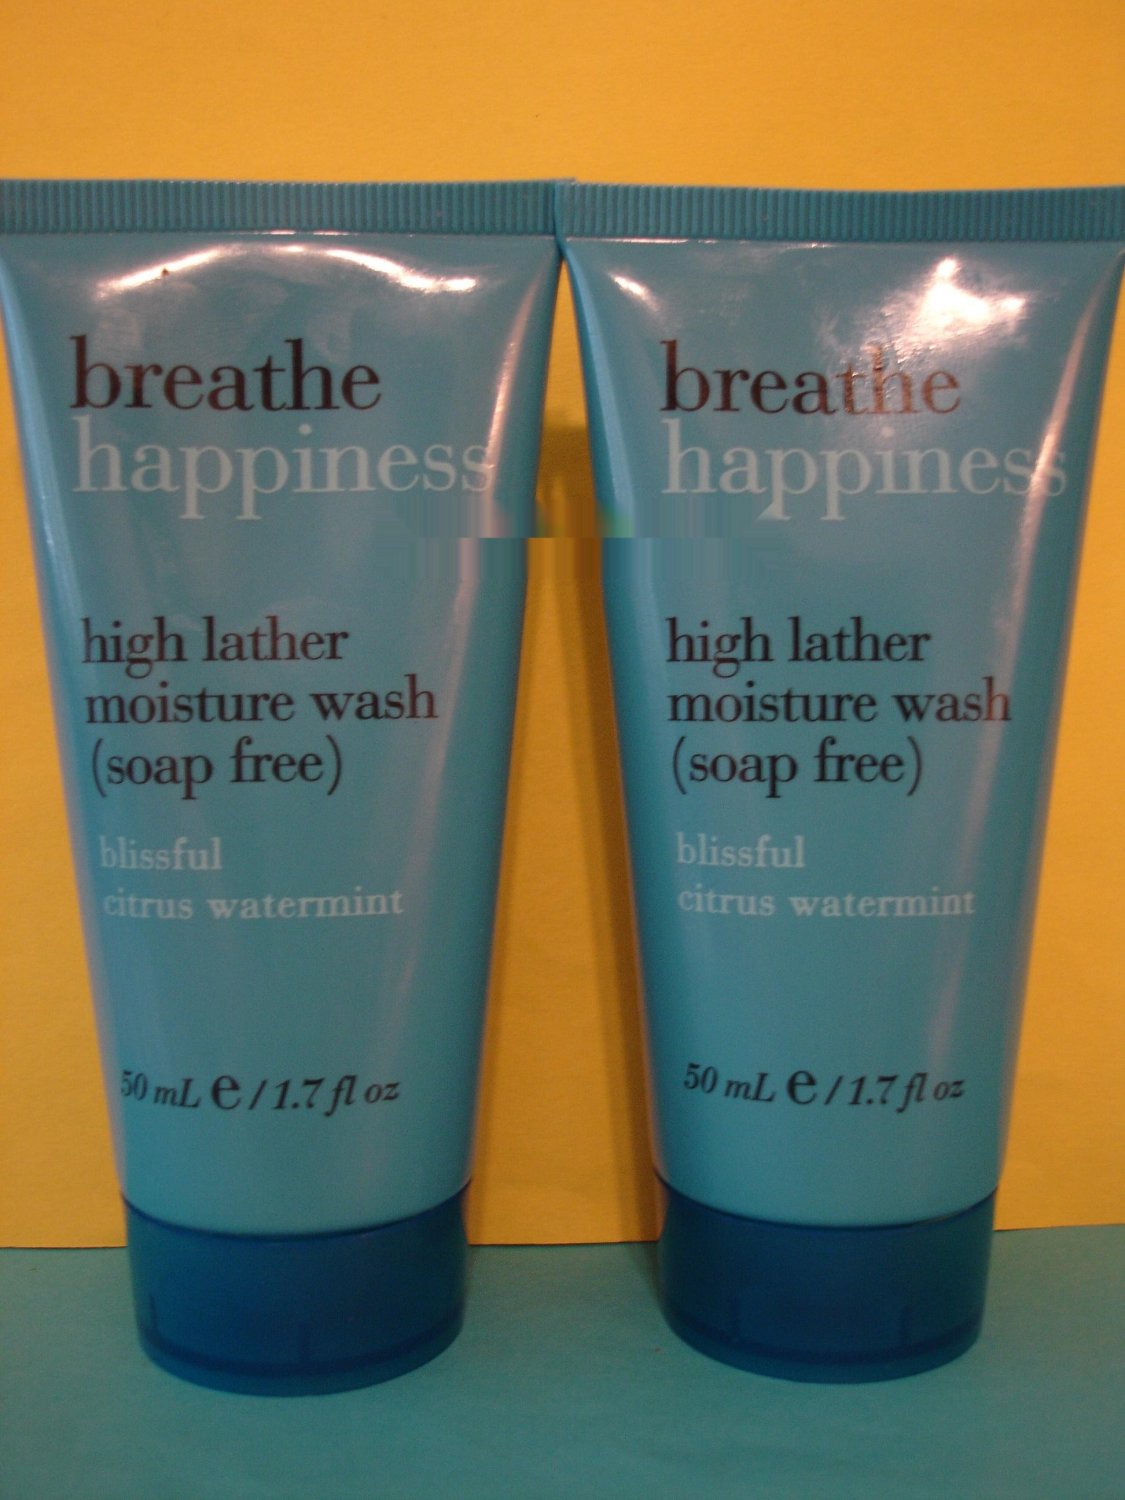 breathe
happiness
high lather
moisture wash
(soap free)
blissful
citrus watermint
50 mL e / 1.7 fl oz
breathe
happiness
high lather
moisture wash
(soap free)
blissful
citrus watermint
50 mL e / 1.7 fl oz